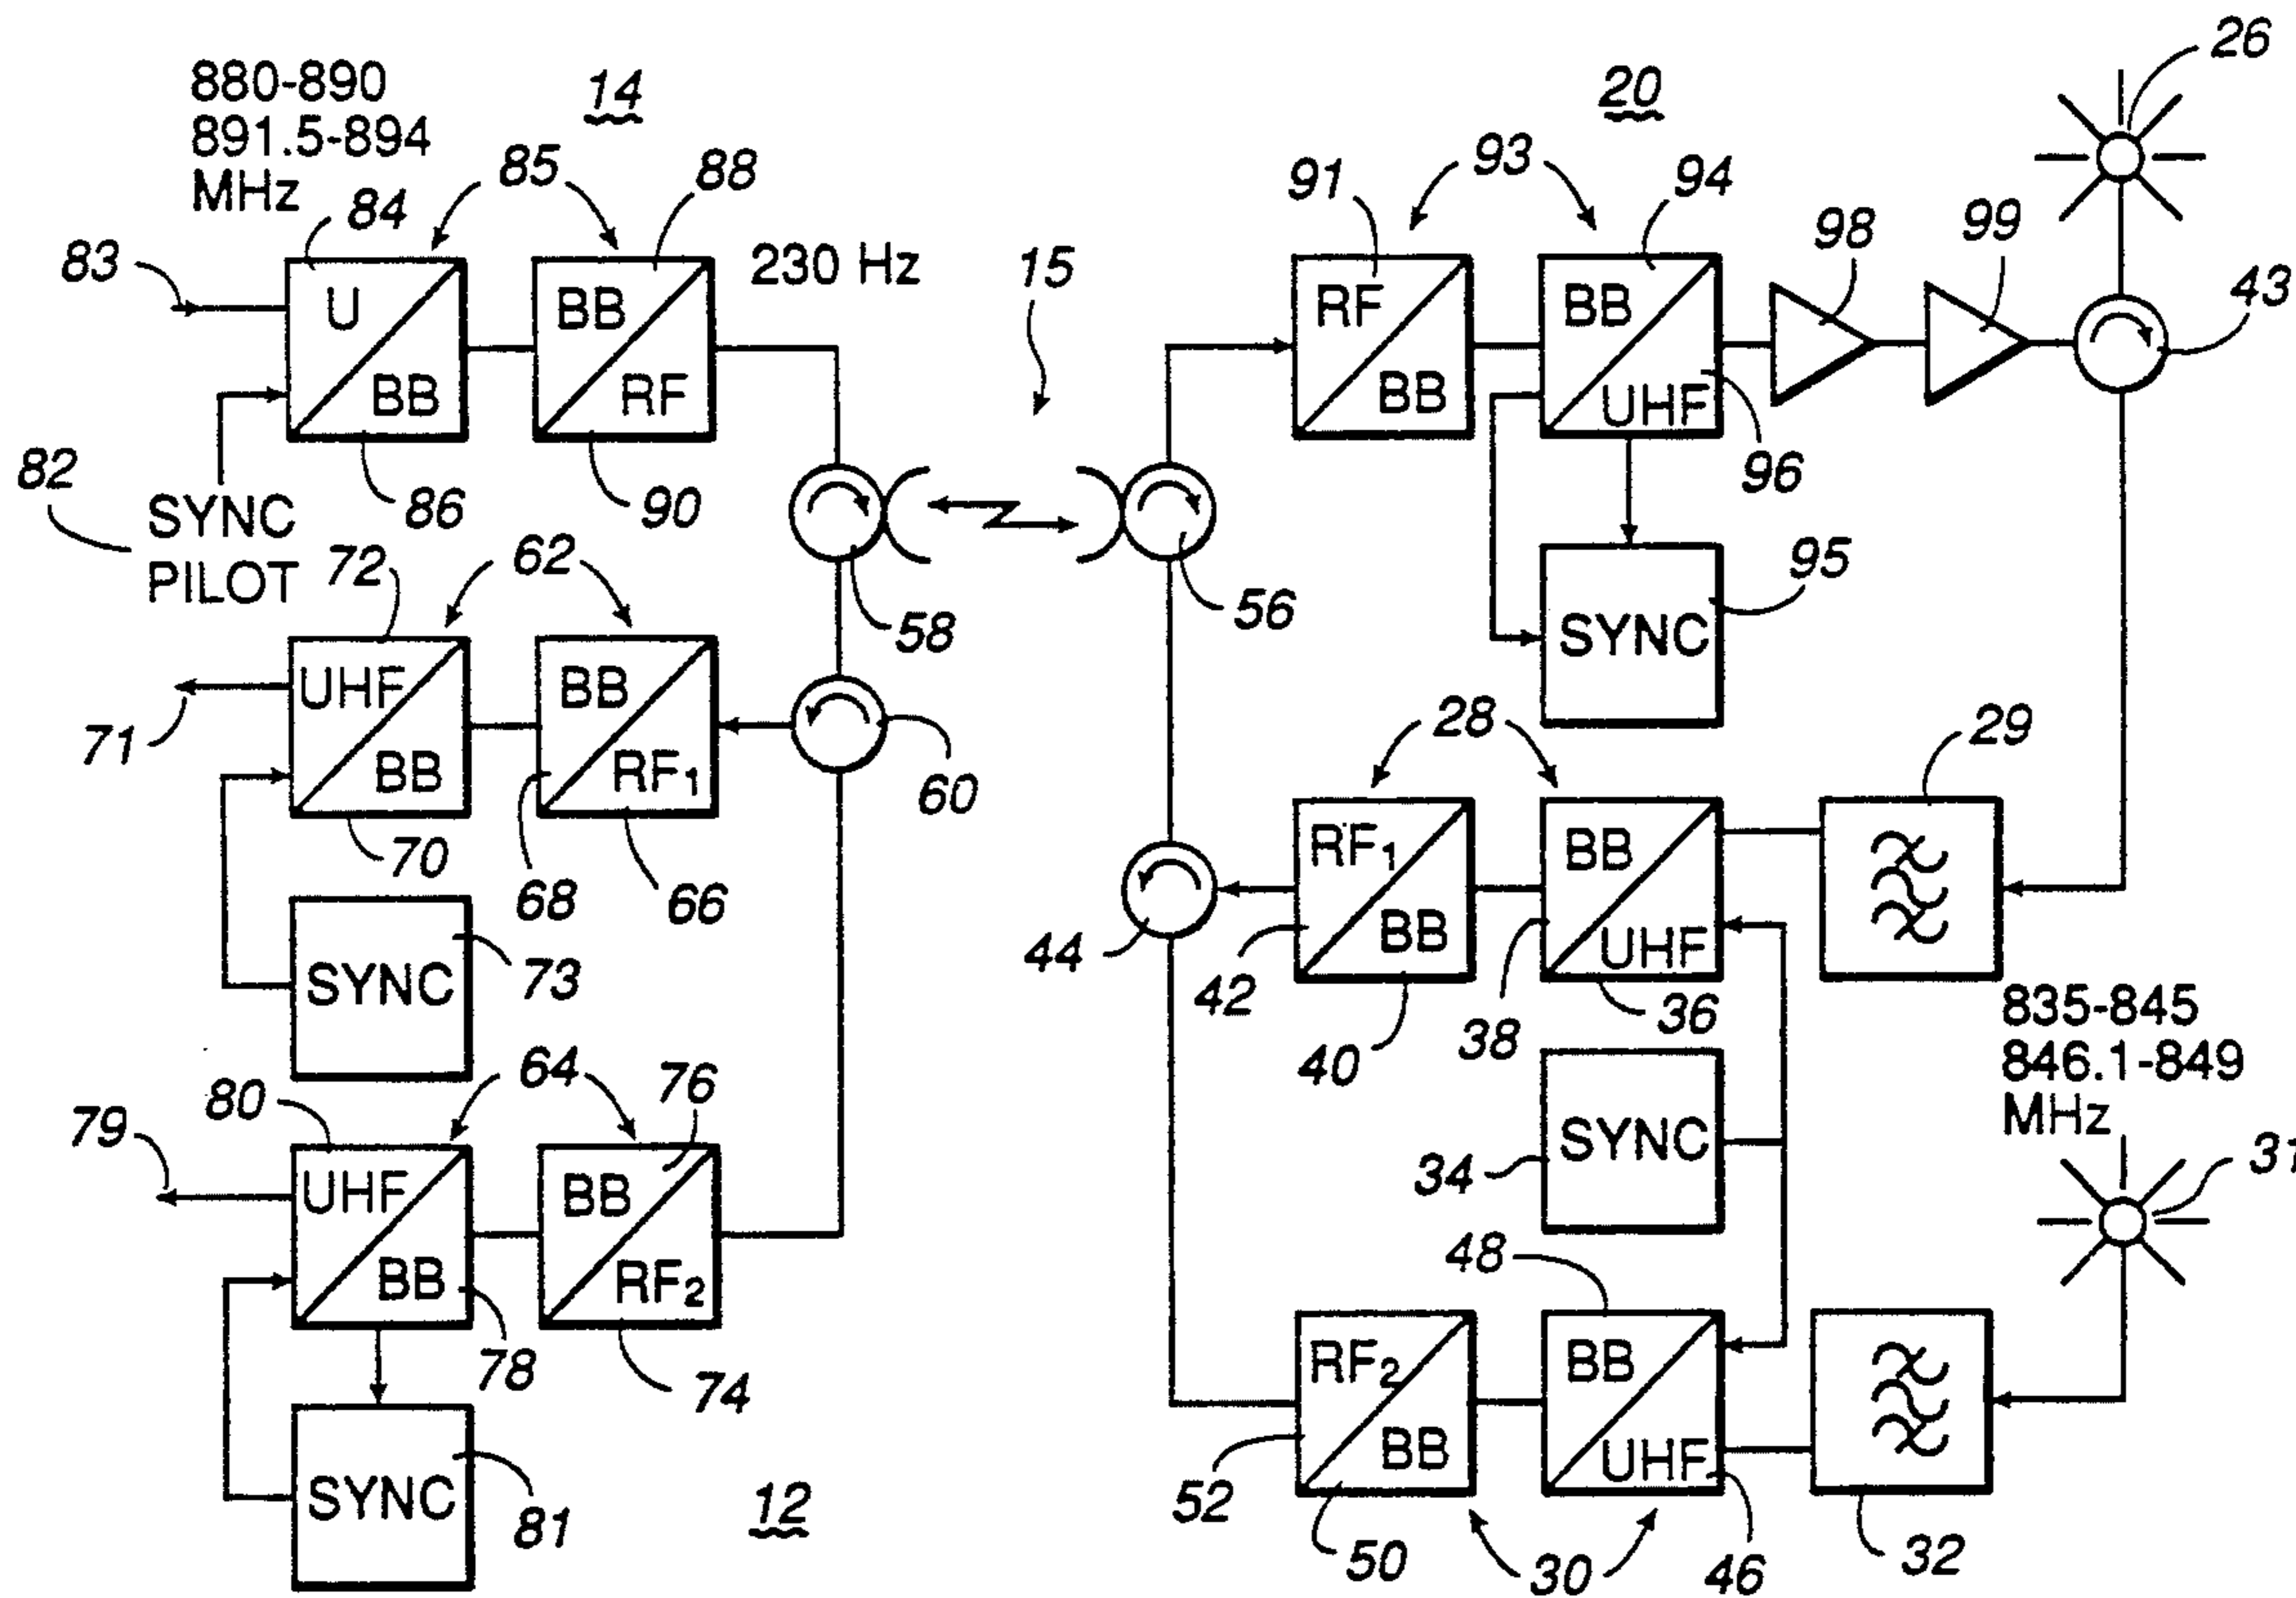 880-890
891.5-894
MHz
14
85
88
84
83
U
BB
BB
RF
230 Hz
82
SYNC
PILOT
86
90
15
58
72
62
UHF
BB
BB
RF1
71
70
68
66
60
SYNC
73
80
64
76
79
UHF
BB
BB
RF2
78
74
SYNC
81
12
20
26
91
93
94
98
99
43
RF
BB
BB
UHF
96
56
SYNC
95
28
29
RF1
BB
BB
UHF
44
42
40
38
36
835-845
846.1-849
MHz
SYNC
34
31
48
RF2
BB
BB
UHF
52
50
30
46
32